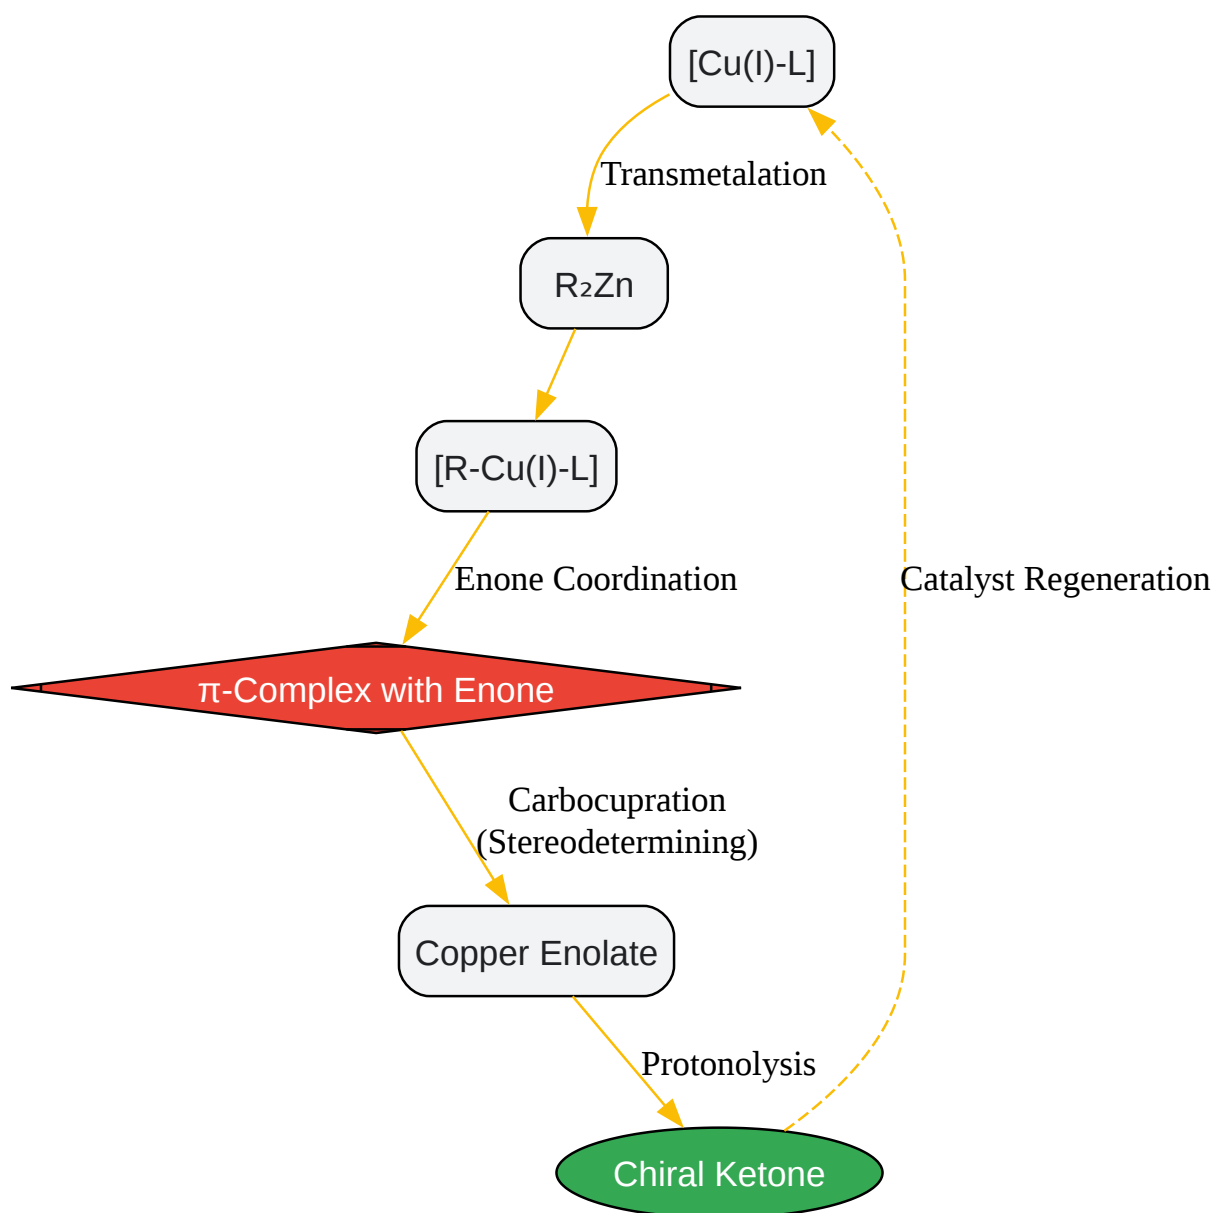 [Cu(I)-L]
Transmetalation
R₂Zn
[R-Cu(I)-L]
Enone Coordination
Catalyst Regeneration
π-Complex with Enone
Carbocupration
(Stereodetermining)
Copper Enolate
Protonolysis
Chiral Ketone